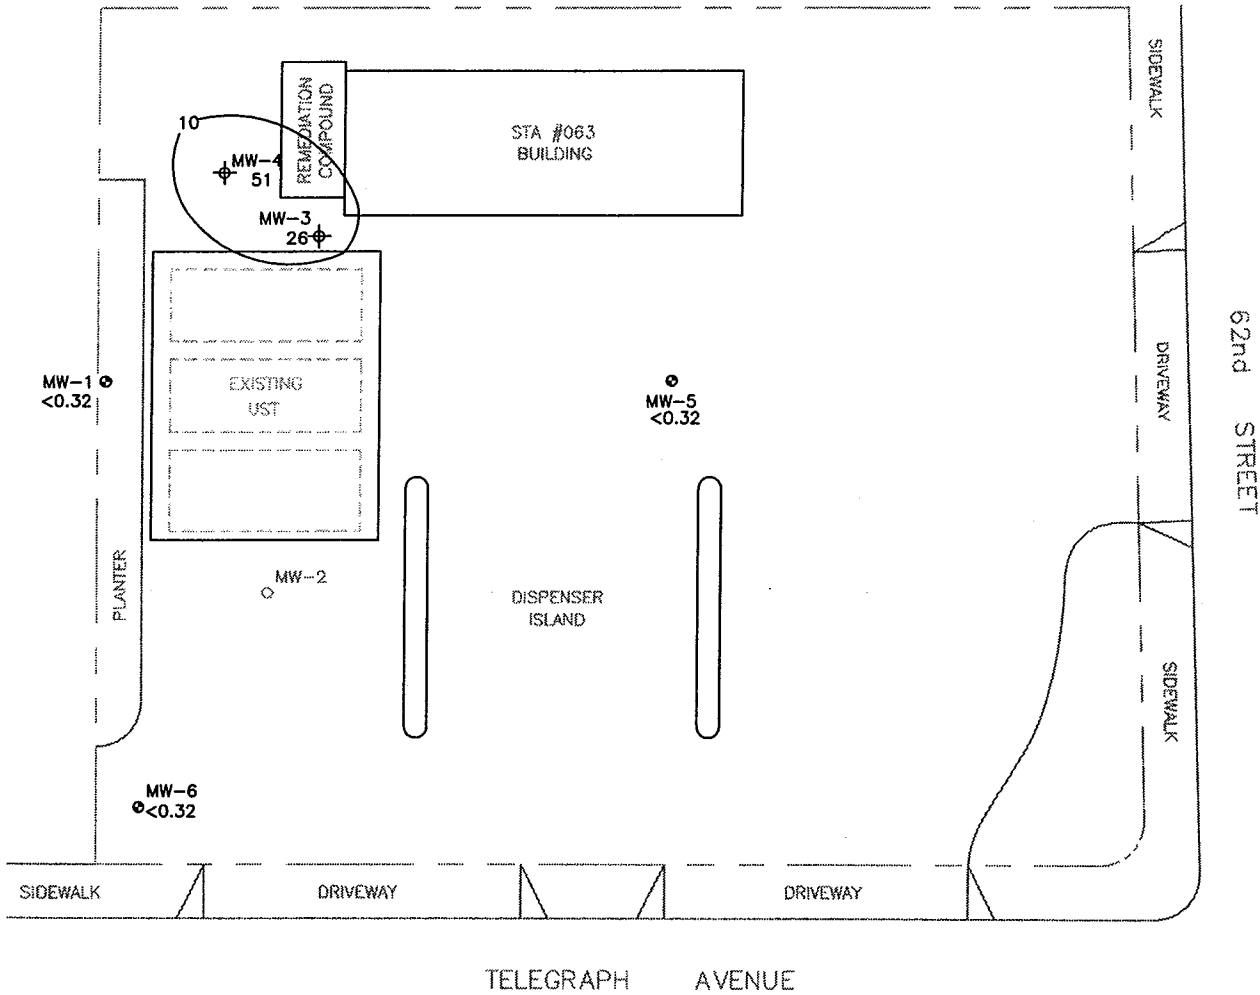 SIDEWALK
REMEDIATION
COMPOUND
STA #063
BUILDING
10
MW-4
51
MW-3
26
62nd STREET
DRIVEWAY
MW-1
<0.32
EXISTING
UST
MW-5
<0.32
PLANTER
MW-2
DISPENSER
ISLAND
SIDEWALK
MW-6
<0.32
SIDEWALK
DRIVEWAY
DRIVEWAY
TELEGRAPH AVENUE